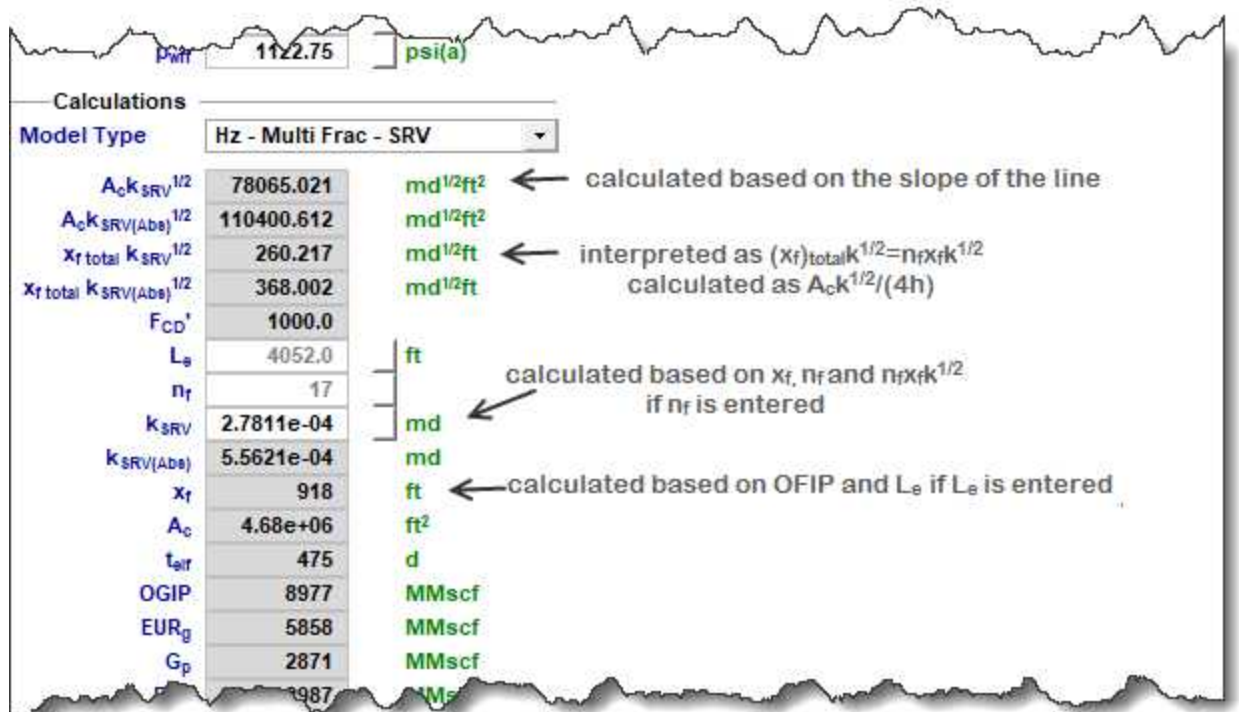 pwff 1122.75 psi(a)
Calculations
Model Type Hz - Multi Frac - SRV
AckSRV1/2 78065.021 md1/2ft2 calculated based on the slope of the line
AckSRV(Abs)1/2 110400.612 md1/2ft2
xf total kSRV1/2 260.217 md1/2ft interpreted as (xf)totalk1/2=nfxfk1/2
xf total kSRV(Abs)1/2 368.002 md1/2ft calculated as Ack1/2/(4h)
FCD' 1000.0
Le 4052.0 ft
nf 17 calculated based on xf, nf and nfxfk1/2
if nf is entered
kSRV 2.7811e-04 md
kSRV(Abs) 5.5621e-04 md
xf 918 ft calculated based on OFIP and Le if Le is entered
Ac 4.68e+06 ft2
telf 475 d
OGIP 8977 MMscf
EURg 5858 MMscf
Gp 2871 MMscf